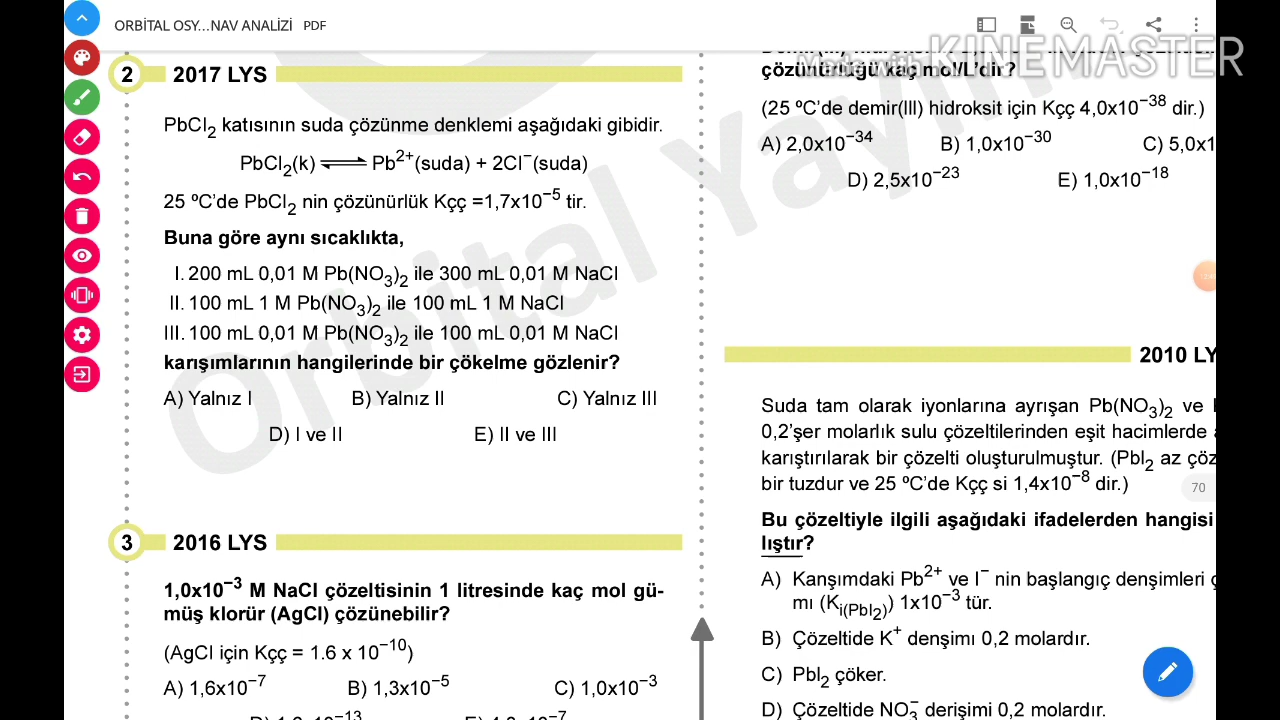 ORBİTAL OSY...NAV ANALİZİ PDF
KINEMASTER
2 2017 LYS
PbCl2 katısının suda çözünme denklemi aşağıdaki gibidir.
PbCl2(k) ⇌ Pb2+(suda) + 2Cl−(suda)
25 ºC'de PbCl2 nin çözünürlük Kçç =1,7x10−5 tir.
Buna göre aynı sıcaklıkta,
I. 200 mL 0,01 M Pb(NO3)2 ile 300 mL 0,01 M NaCl
II. 100 mL 1 M Pb(NO3)2 ile 100 mL 1 M NaCl
III. 100 mL 0,01 M Pb(NO3)2 ile 100 mL 0,01 M NaCl
karışımlarının hangilerinde bir çökelme gözlenir?
A) Yalnız I B) Yalnız II C) Yalnız III
D) I ve II E) II ve III
3 2016 LYS
1,0x10−3 M NaCl çözeltisinin 1 litresinde kaç mol gü-
müş klorür (AgCl) çözünebilir?
(AgCl için Kçç = 1.6 x 10−10)
A) 1,6x10−7 B) 1,3x10−5 C) 1,0x10−3
çözünürlüğü kaç mol/L'dir?
(25 ºC'de demir(III) hidroksit için Kçç 4,0x10−38 dir.)
A) 2,0x10−34 B) 1,0x10−30 C) 5,0x1
D) 2,5x10−23 E) 1,0x10−18
2010 LY
Suda tam olarak iyonlarına ayrışan Pb(NO3)2 ve
0,2'şer molarlık sulu çözeltilerinden eşit hacimlerde
karıştırılarak bir çözelti oluşturulmuştur. (PbI2 az çöz
bir tuzdur ve 25 ºC'de Kçç si 1,4x10−8 dir.)
70
Bu çözeltiyle ilgili aşağıdaki ifadelerden hangisi
lıştır?
A) Karışımdaki Pb2+ ve I− nin başlangıç derişimleri ç
mı (Ki(PbI2)) 1x10−3 tür.
B) Çözeltide K+ derişimi 0,2 molardır.
C) PbI2 çöker.
D) Çözeltide NO3− derişimi 0,2 molardır.
Orbital Yayın